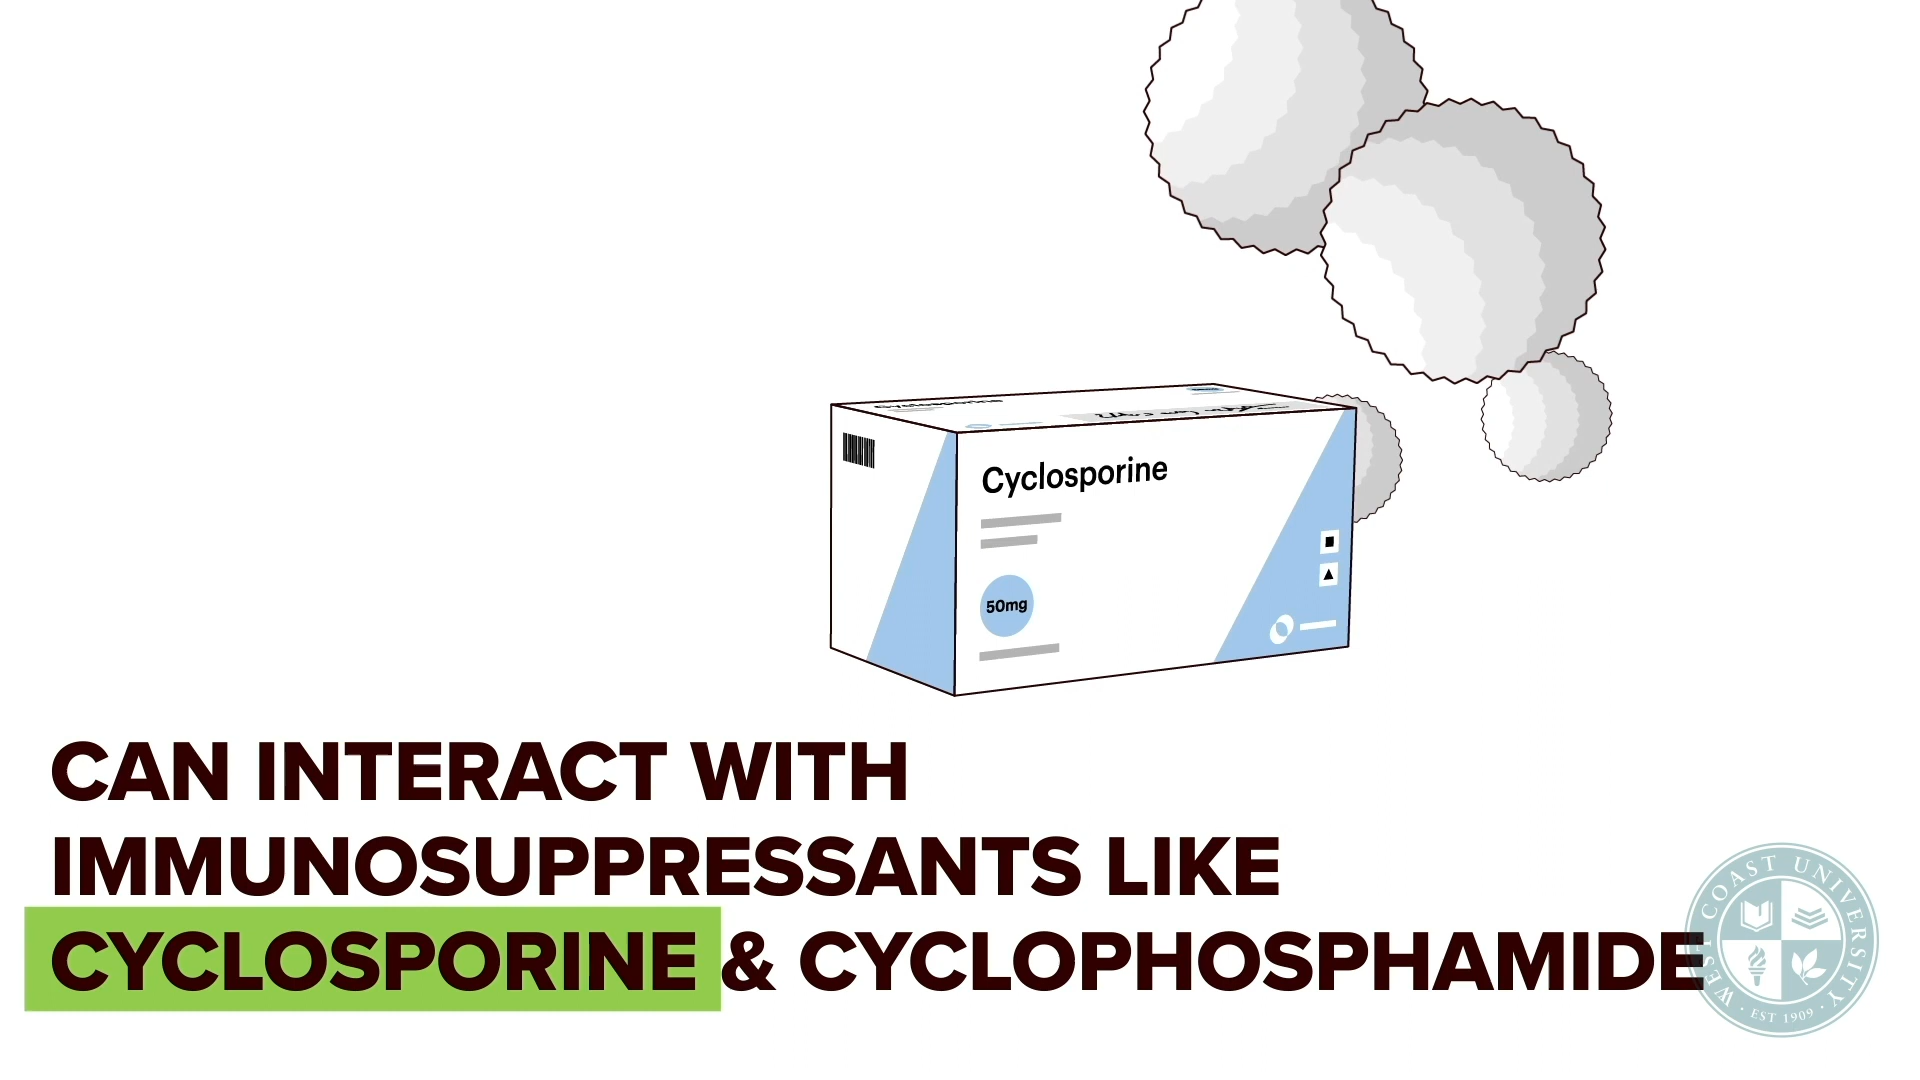 Cyclosporine
50mg
CAN INTERACT WITH
IMMUNOSUPPRESSANTS LIKE
CYCLOSPORINE & CYCLOPHOSPHAMIDE
WEST COAST UNIVERSITY
· EST 1909 ·